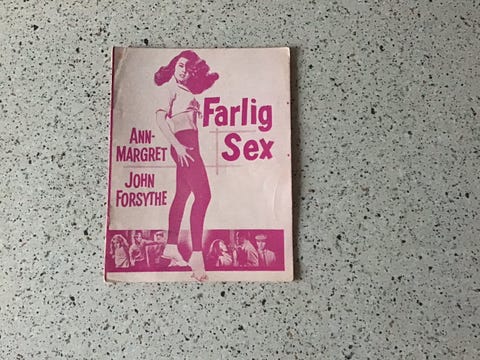 Farlig
Sex
ANN-
MARGRET
JOHN
FORSYTHE